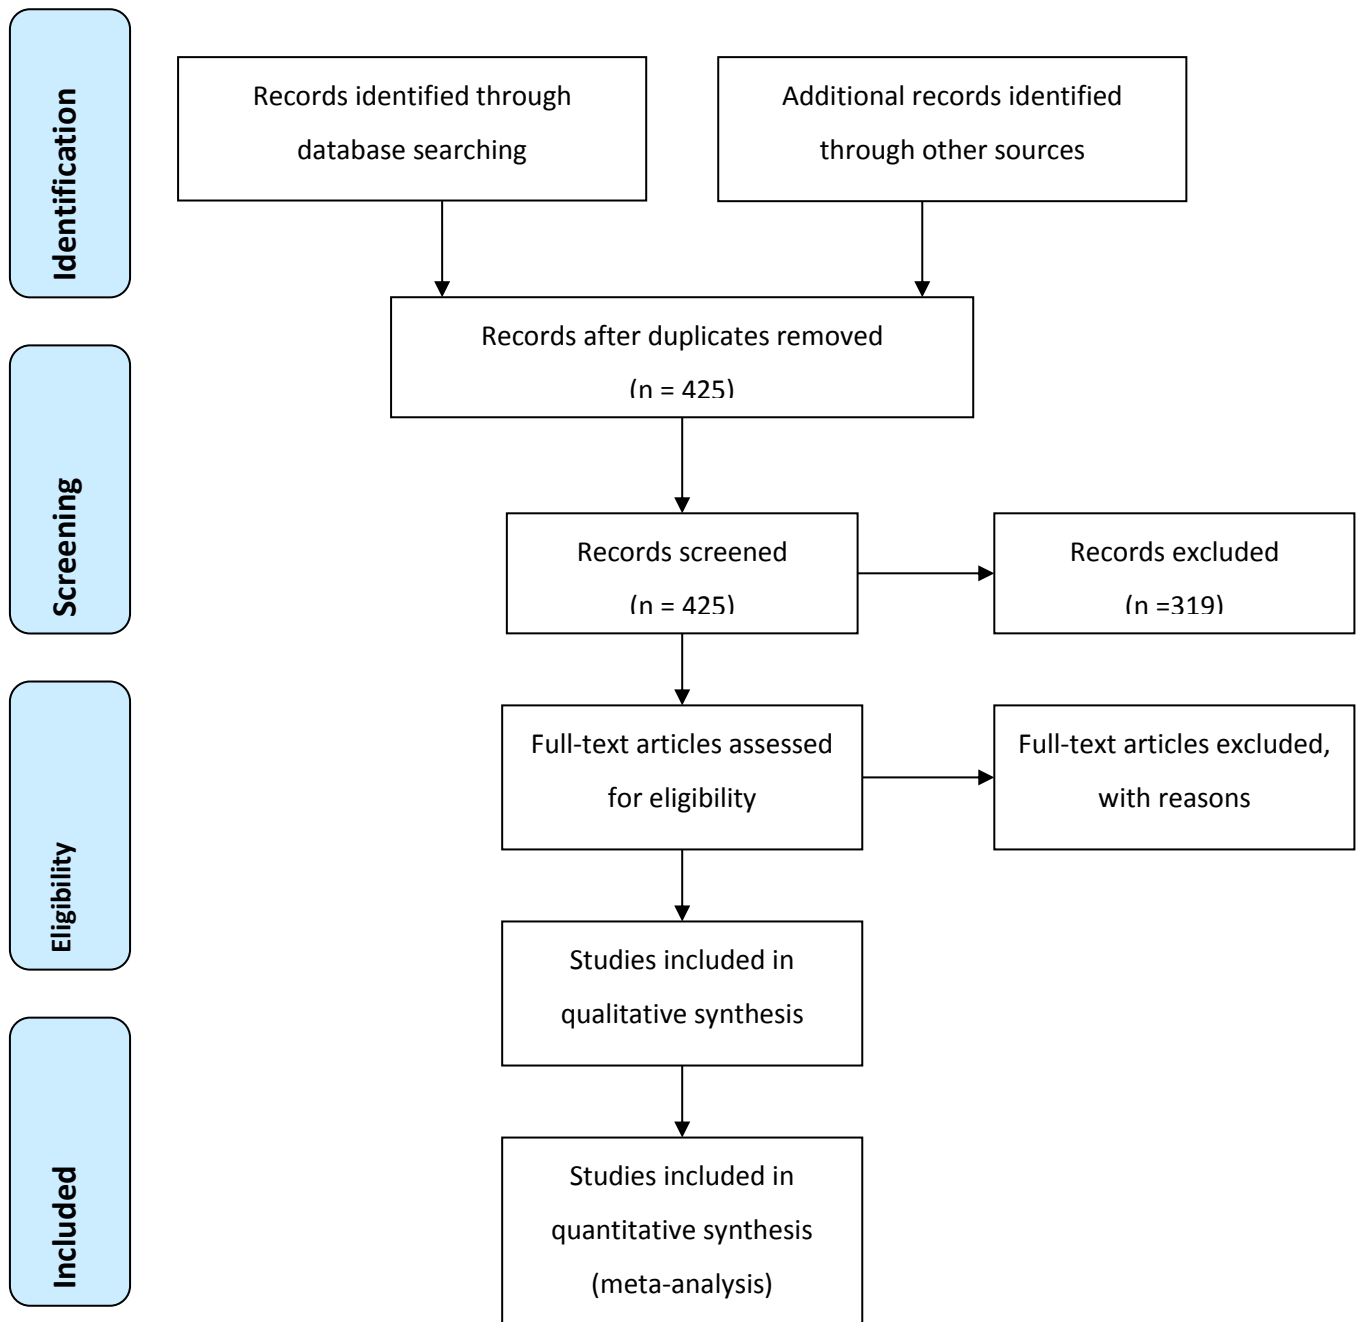 Identification
Records identified through
database searching
Additional records identified
through other sources
Records after duplicates removed
(n = 425)
Screening
Records screened
(n = 425)
Records excluded
(n =319)
Eligibility
Full-text articles assessed
for eligibility
Full-text articles excluded,
with reasons
Studies included in
qualitative synthesis
Included
Studies included in
quantitative synthesis
(meta-analysis)